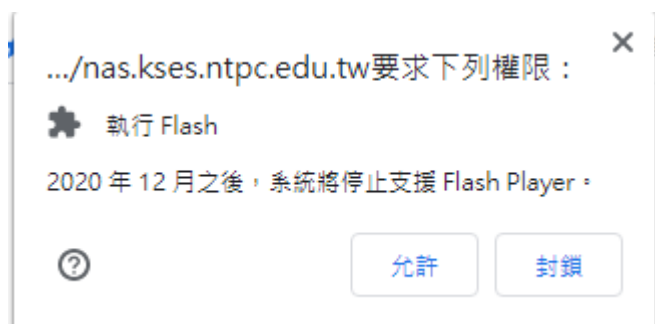 .../nas.kses.ntpc.edu.tw要求下列權限：
執行 Flash
2020 年 12 月之後，系統將停止支援 Flash Player。
允許
封鎖